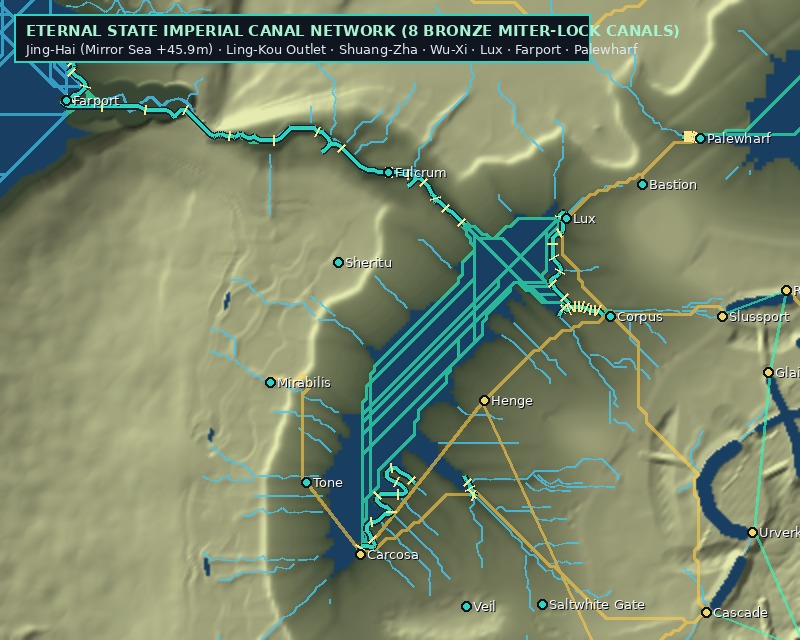 ETERNAL STATE IMPERIAL CANAL NETWORK (8 BRONZE MITER-LOCK CANALS)
Jing-Hai (Mirror Sea +45.9m) · Ling-Kou Outlet · Shuang-Zha · Wu-Xi · Lux · Farport · Palewharf
Farport
Palewharf
Fulcrum
Bastion
Lux
Sheritu
R
Corpus
Slussport
Glai
Mirabilis
Henge
Tone
Urverk
Carcosa
Veil
Saltwhite Gate
Cascade